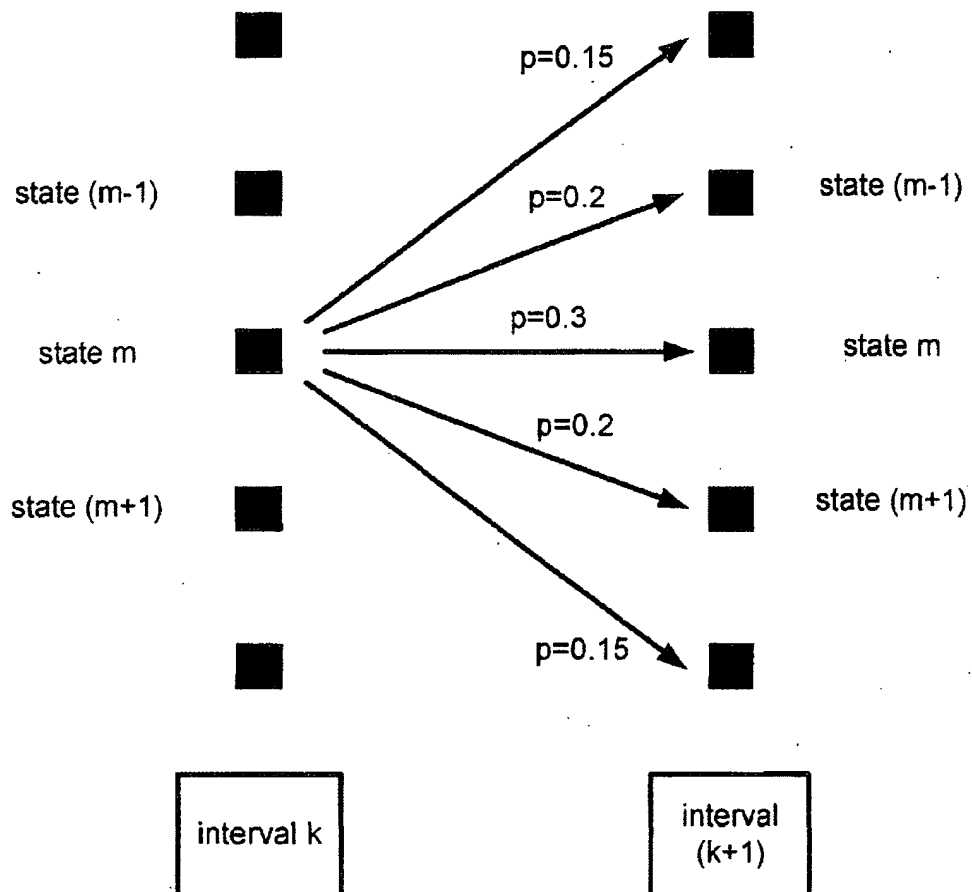 p=0.15
state (m-1)
p=0.2
state (m-1)
state m
p=0.3
state m
p=0.2
state (m+1)
state (m+1)
p=0.15
interval k
interval
(k+1)